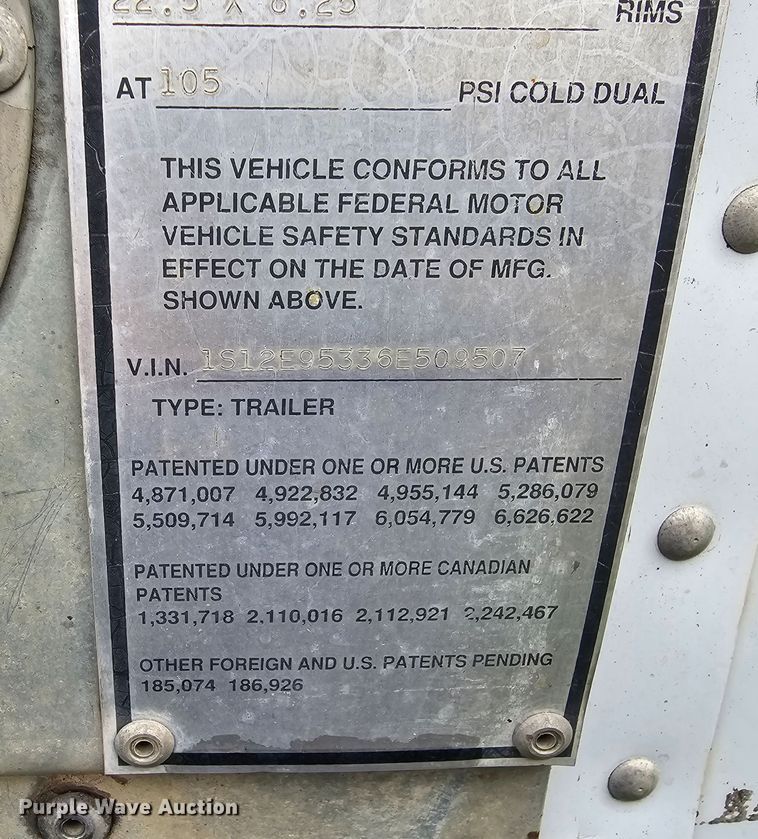 22.5 X 8.25 RIMS
AT 105 PSI COLD DUAL
THIS VEHICLE CONFORMS TO ALL
APPLICABLE FEDERAL MOTOR
VEHICLE SAFETY STANDARDS IN
EFFECT ON THE DATE OF MFG.
SHOWN ABOVE.
V.I.N. 1S12E95336E509507
TYPE: TRAILER
PATENTED UNDER ONE OR MORE U.S. PATENTS
4,871,007 4,922,832 4,955,144 5,286,079
5,509,714 5,992,117 6,054,779 6,626,622
PATENTED UNDER ONE OR MORE CANADIAN
PATENTS
1,331,718 2,110,016 2,112,921 2,242,467
OTHER FOREIGN AND U.S. PATENTS PENDING
185,074 186,926
Purple Wave Auction